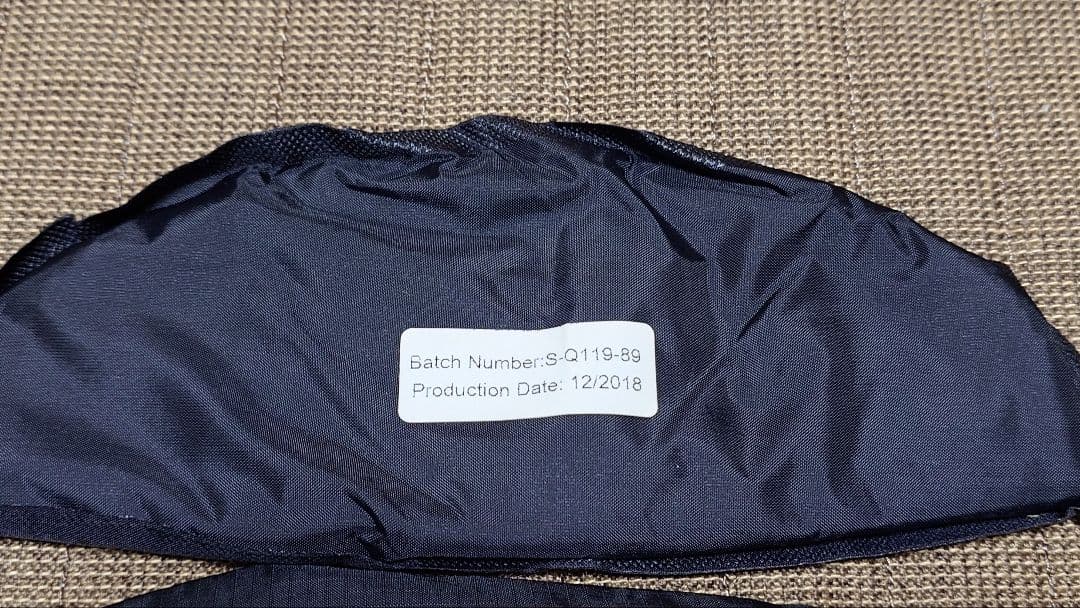 Batch Number:S-Q119-89
Production Date: 12/2018